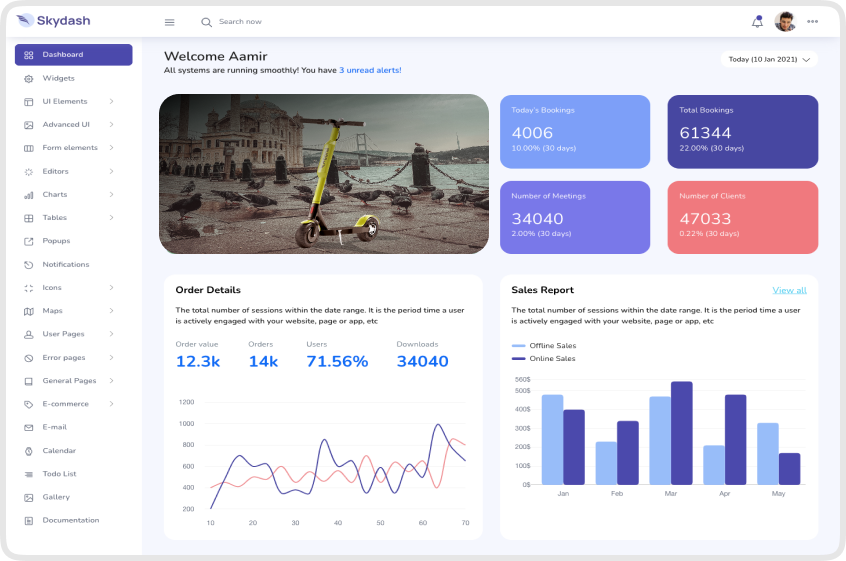 Skydash
Search now
Dashboard
Widgets
UI Elements
Advanced UI
Form elements
Editors
Charts
Tables
Popups
Notifications
Icons
Maps
User Pages
Error pages
General Pages
E-commerce
E-mail
Calendar
Todo List
Gallery
Documentation
Welcome Aamir
All systems are running smoothly! You have 3 unread alerts!
Today (10 Jan 2021)
Today's Bookings
4006
10.00% (30 days)
Total Bookings
61344
22.00% (30 days)
Number of Meetings
34040
2.00% (30 days)
Number of Clients
47033
0.22% (30 days)
Order Details
The total number of sessions within the date range. It is the period time a user
is actively engaged with your website, page or app, etc
Order value
12.3k
Orders
14k
Users
71.56%
Downloads
34040
1200
1000
800
600
400
200
10 20 30 40 50 60 70
Sales Report
View all
The total number of sessions within the date range. It is the period time a user
is actively engaged with your website, page or app, etc
Offline Sales
Online Sales
560$
500$
400$
300$
200$
100$
0$
Jan Feb Mar Apr May